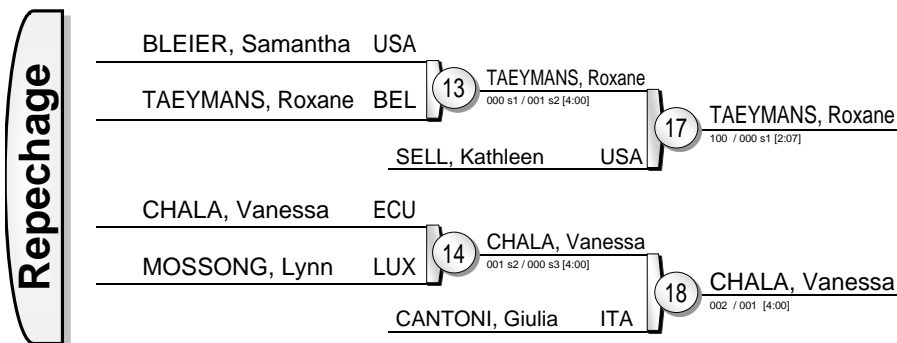 Repechage
BLEIER, Samantha USA
TAEYMANS, Roxane BEL
13
TAEYMANS, Roxane
000 s1 / 001 s2 [4:00]
SELL, Kathleen USA
17
TAEYMANS, Roxane
100 / 000 s1 [2:07]
CHALA, Vanessa ECU
MOSSONG, Lynn LUX
14
CHALA, Vanessa
001 s2 / 000 s3 [4:00]
CANTONI, Giulia ITA
18
CHALA, Vanessa
002 / 001 [4:00]